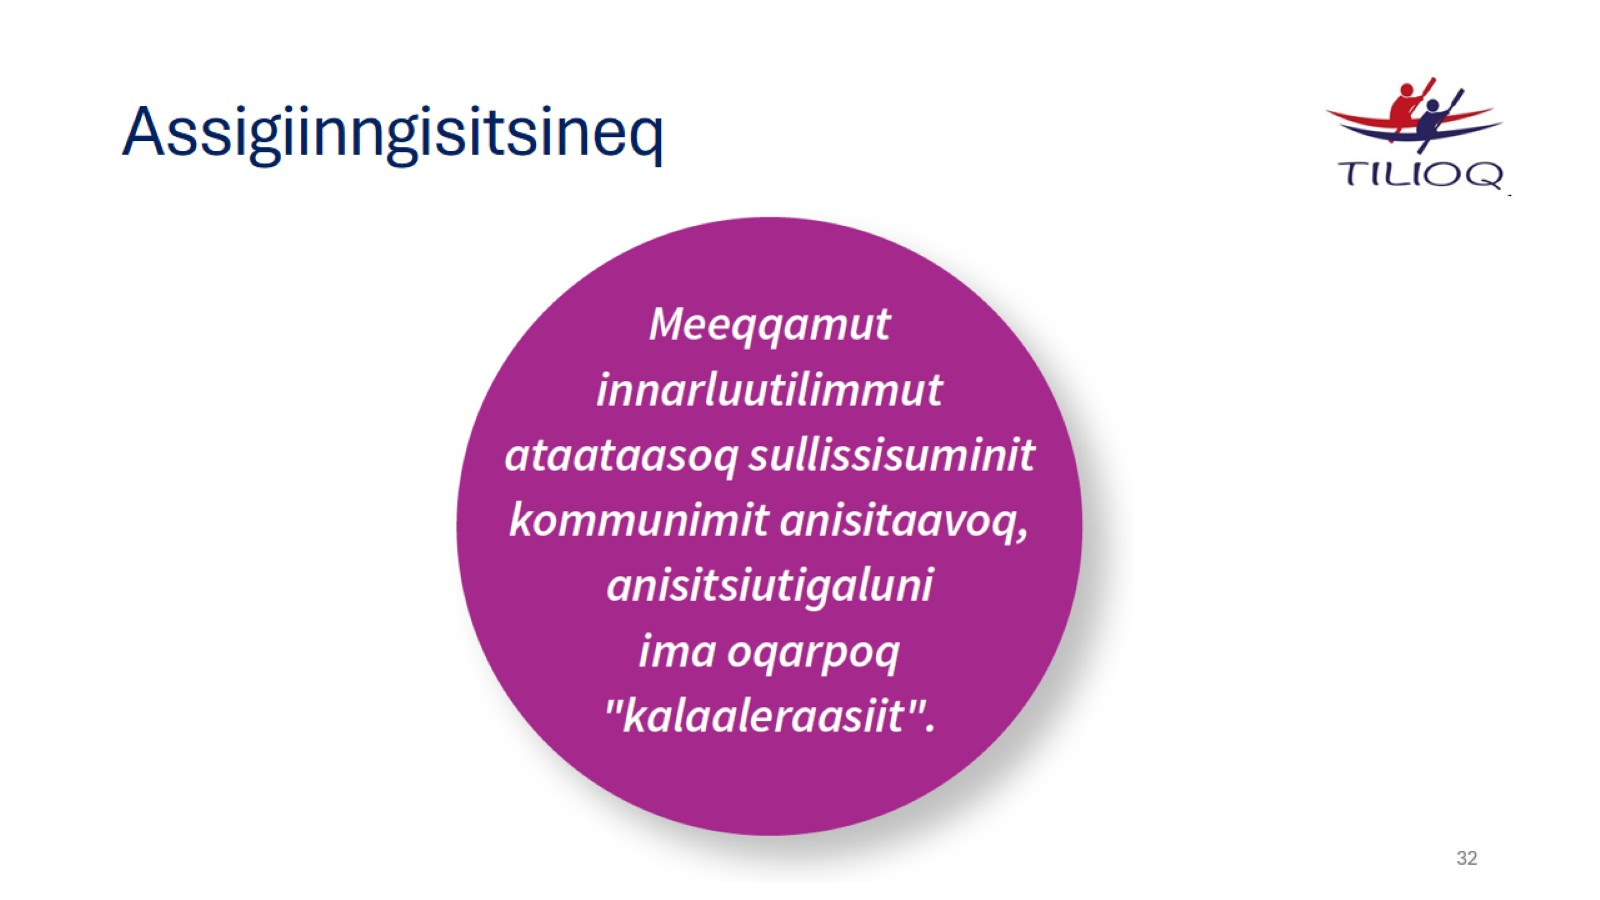 Assigiinngisitsineq
TILIOQ
Meeqqamut
innarluutilimmut
ataataasoq sullissisuminit
kommunimit anisitaavoq,
anisitsiutigaluni
ima oqarpoq
"kalaaleraasiit".
32